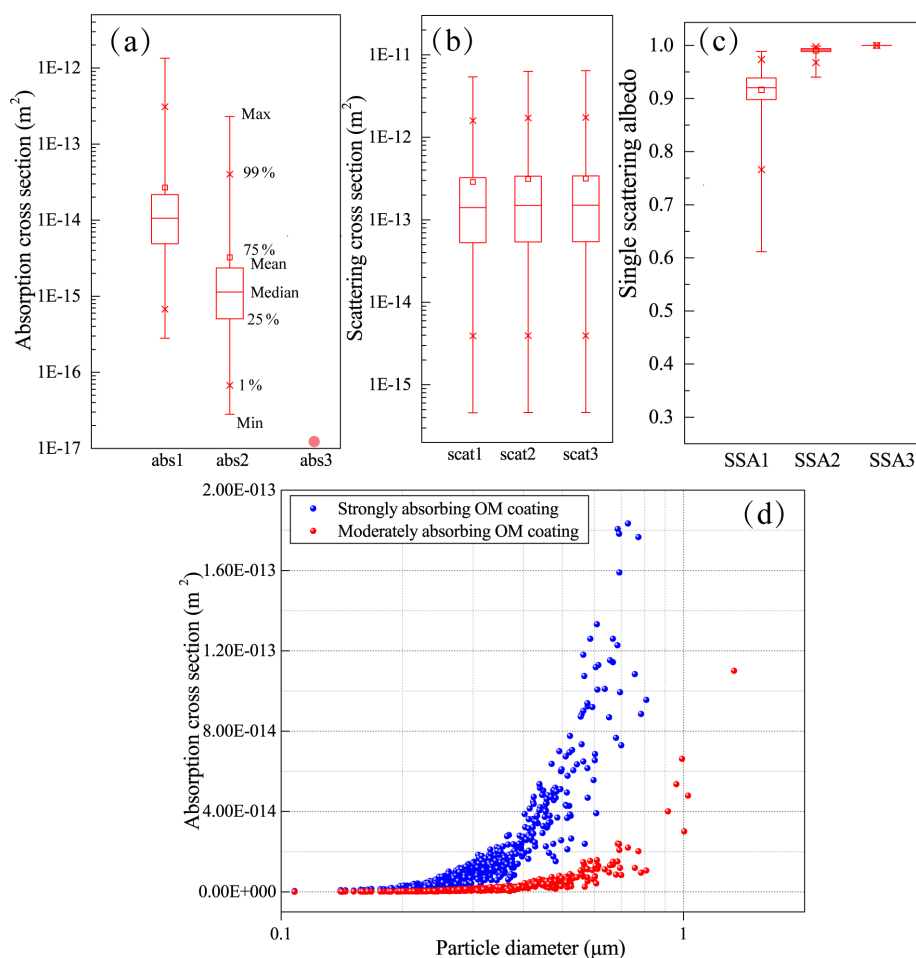 (a)
Absorption cross section (m²)
1E-12
1E-13
1E-14
1E-15
1E-16
1E-17
Max
99%
75%
Mean
Median
25%
1%
Min
abs1
abs2
abs3
(b)
Scattering cross section (m²)
1E-11
1E-12
1E-13
1E-14
1E-15
scat1
scat2
scat3
(c)
Single scattering albedo
1.0
0.9
0.8
0.7
0.6
0.5
0.4
0.3
SSA1
SSA2
SSA3
(d)
Strongly absorbing OM coating
Moderately absorbing OM coating
Absorption cross section (m²)
2.00E-013
1.60E-013
1.20E-013
8.00E-014
4.00E-014
0.00E+000
0.1
1
Particle diameter (μm)